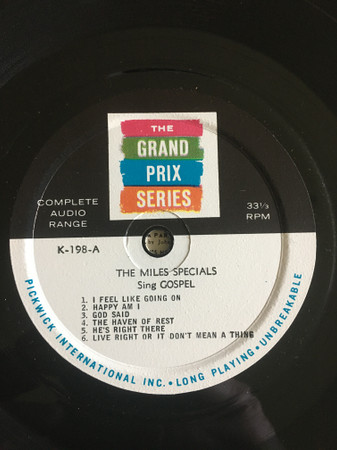 THE
GRAND
PRIX
SERIES
COMPLETE
AUDIO
RANGE
33⅓
RPM
K-198-A
THE MILES SPECIALS
Sing GOSPEL
1. I FEEL LIKE GOING ON
2. HAPPY AM I
3. GOD SAID
4. THE HAVEN OF REST
5. HE'S RIGHT THERE
6. LIVE RIGHT OR IT DON'T MEAN A THING
PICKWICK INTERNATIONAL INC. • LONG PLAYING • UNBREAKABLE